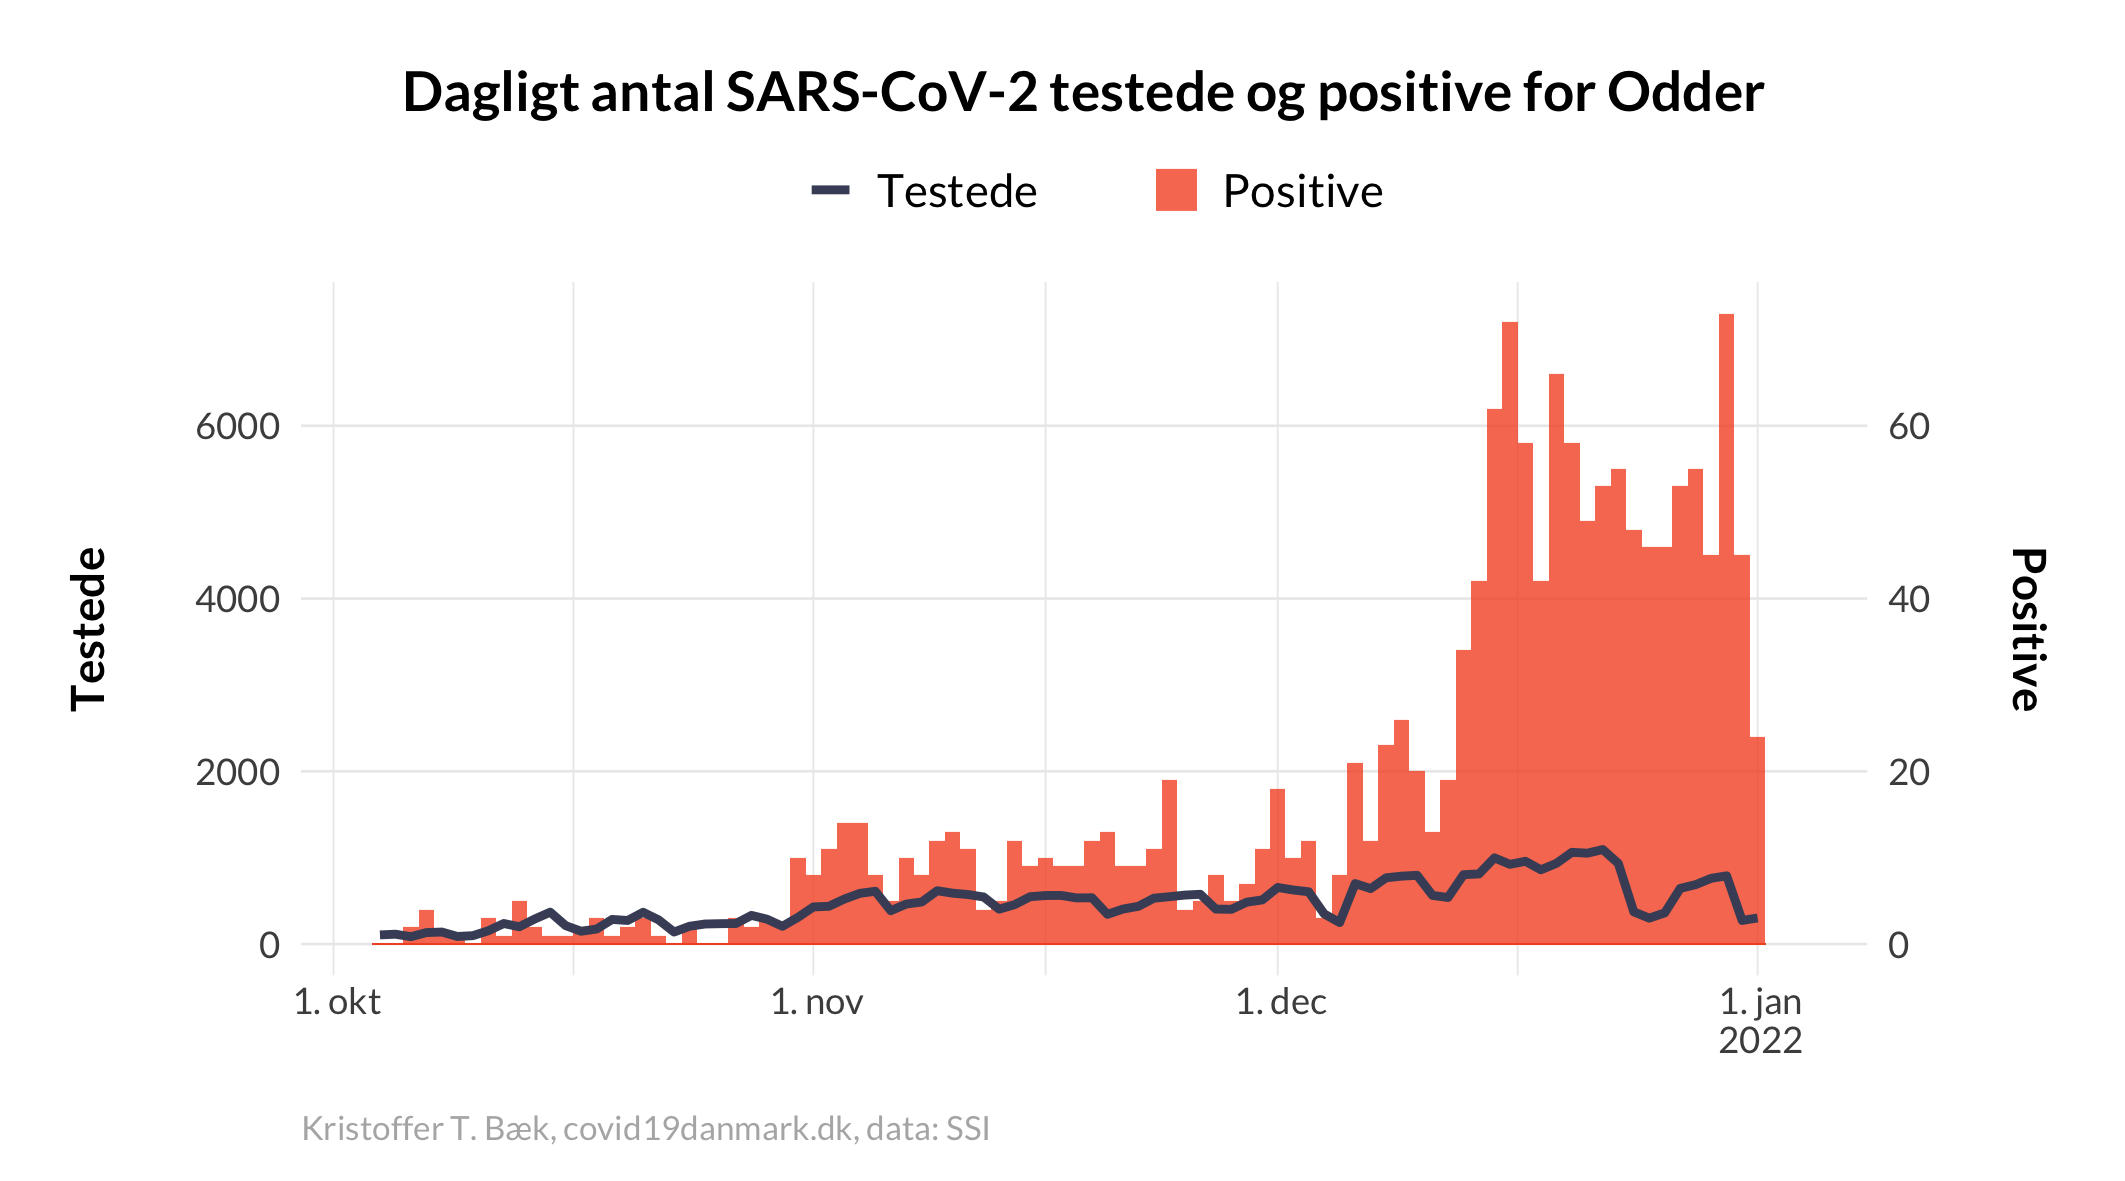 Dagligt antal SARS-CoV-2 testede og positive for Odder
Testede
Positive
6000
4000
2000
0
Testede
60
40
20
0
Positive
1. okt
1. nov
1. dec
1. jan
2022
Kristoffer T. Bæk, covid19danmark.dk, data: SSI